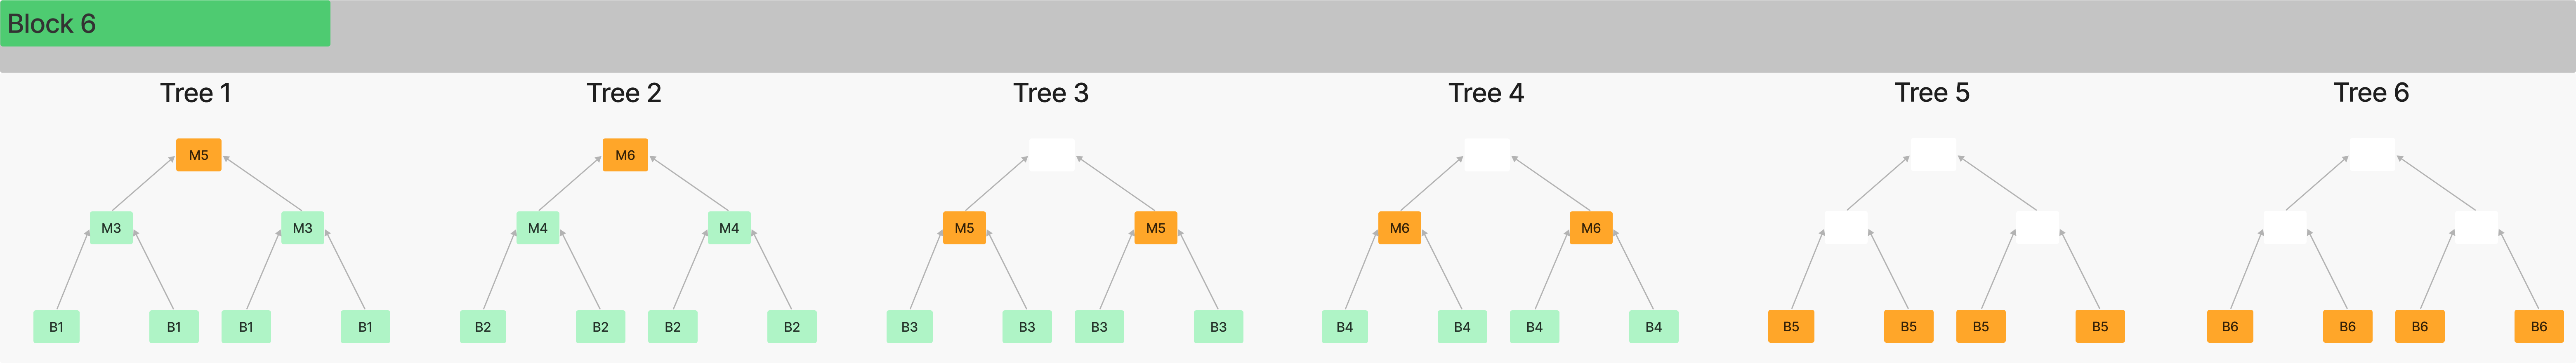 Block 6
Tree 1 Tree 2 Tree 3 Tree 4 Tree 5 Tree 6
M5 M6
M3 M3 M4 M4 M5 M5 M6 M6
B1 B1 B1 B1 B2 B2 B2 B2 B3 B3 B3 B3 B4 B4 B4 B4 B5 B5 B5 B5 B6 B6 B6 B6